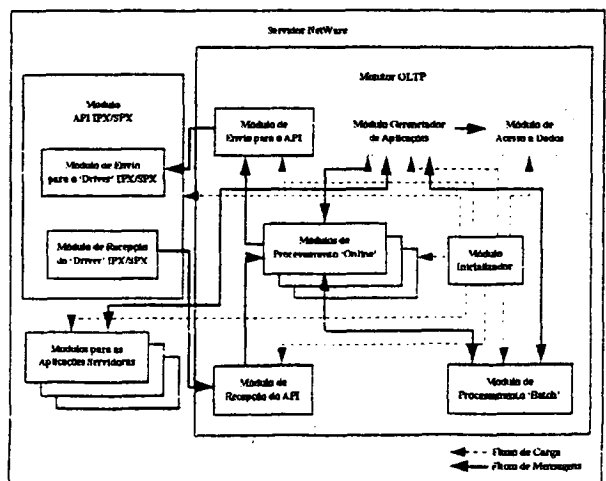 Servidor NetWare
Monitor OLTP
Módulo
API IPX/SPX
Módulo de
Envio para a API
Módulo Gerenciador
de Aplicações
Módulo de
Acesso a Dados
Módulo de Envio
para o 'Driver' IPX/SPX
Módulo de Recepção
do 'Driver' IPX/SPX
Módulos de
Processamento 'Online'
Módulo
Inicializador
Modulos para as
Aplicações Servidoras
Módulo de
Recepção da API
Módulo de
Processamento 'Batch'
Fluxo de Carga
Fluxo de Mensagens